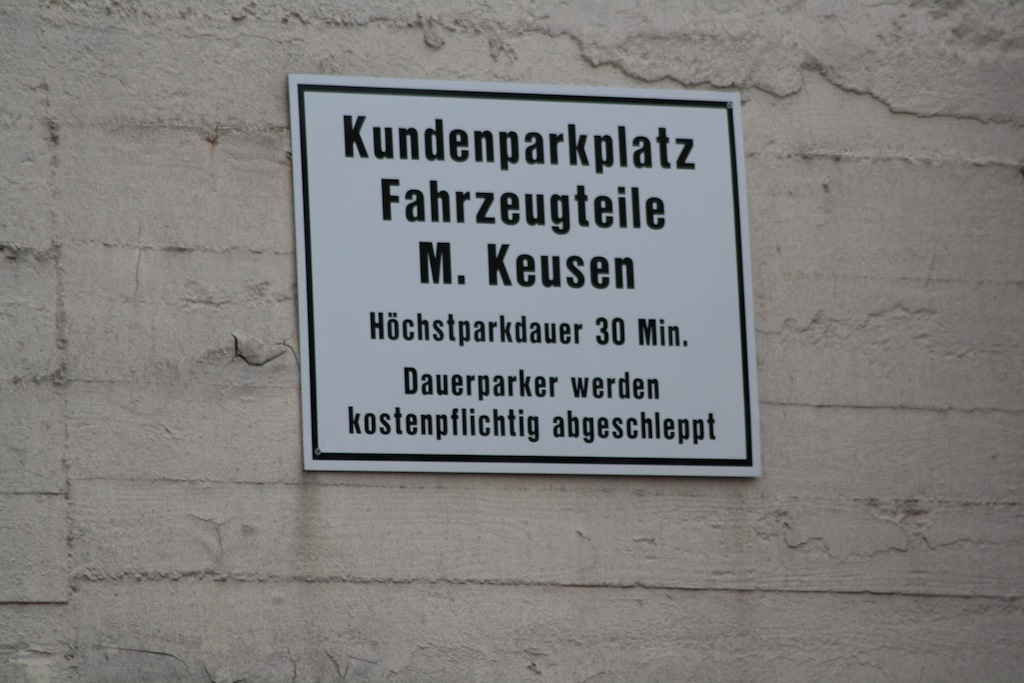 Kundenparkplatz
Fahrzeugteile
M. Keusen
Höchstparkdauer 30 Min.
Dauerparker werden
kostenpflichtig abgeschleppt